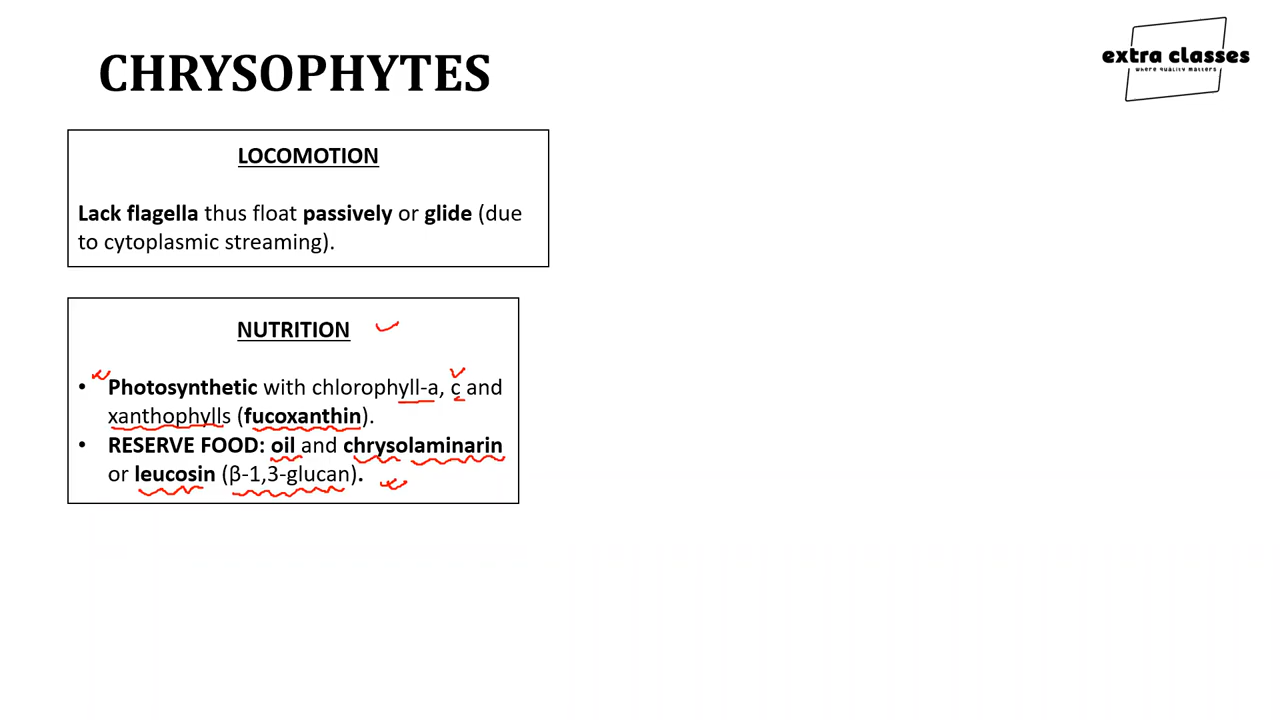 CHRYSOPHYTES
extra classes
where quality matters
LOCOMOTION
Lack flagella thus float passively or glide (due
to cytoplasmic streaming).
NUTRITION
• Photosynthetic with chlorophyll-a, c and
xanthophylls (fucoxanthin).
• RESERVE FOOD: oil and chrysolaminarin
or leucosin (β-1,3-glucan).